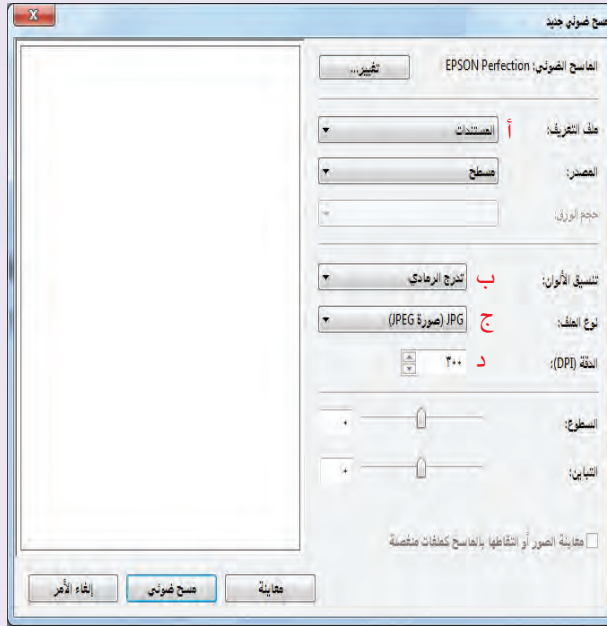 مسح ضوئي جديد
X
الماسح الضوئي: EPSON Perfection تغيير...
ملف التعريف: أ المستندات
المصدر: مسطح
حجم الورق:
تنسيق الألوان: ب تدرج الرمادي
نوع الملف: ج JPG (صورة JPEG)
الدقة (DPI): د ٣٠٠
السطوع: ٠
التباين: ٠
معاينة الصور أو التقاطها بالماسح كملفات منفصلة
معاينة مسح ضوئي إلغاء الأمر